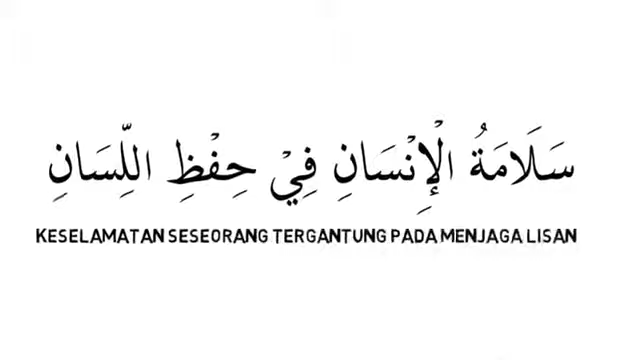 سَلَامَةُ الْإِنْسَانِ فِيْ حِفْظِ اللِّسَانِ
KESELAMATAN SESEORANG TERGANTUNG PADA MENJAGA LISAN